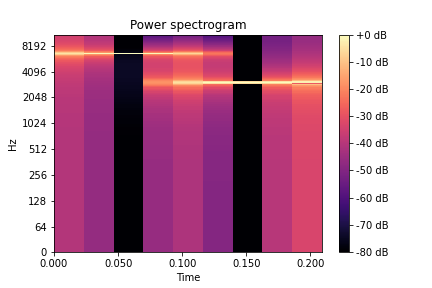 Power spectrogram
8192
4096
2048
1024
512
256
128
64
0
Hz
0.000 0.050 0.100 0.150 0.200
Time
+0 dB
-10 dB
-20 dB
-30 dB
-40 dB
-50 dB
-60 dB
-70 dB
-80 dB